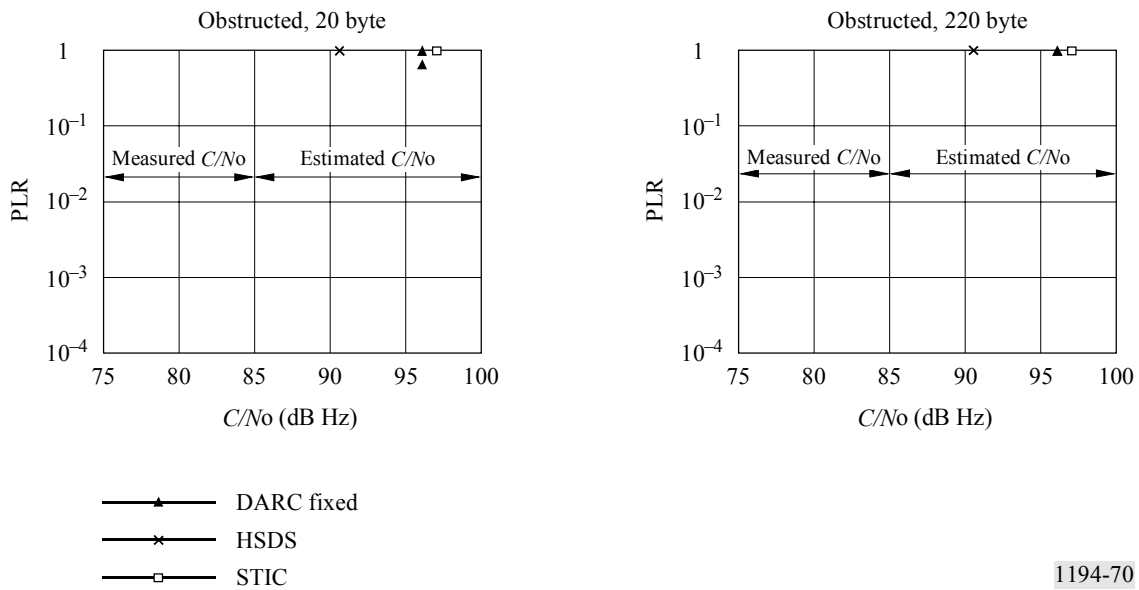 Obstructed, 20 byte
1
10–1
10–2
10–3
10–4
PLR
Measured C/No
Estimated C/No
75 80 85 90 95 100
C/No (dB Hz)
Obstructed, 220 byte
1
10–1
10–2
10–3
10–4
PLR
Measured C/No
Estimated C/No
75 80 85 90 95 100
C/No (dB Hz)
DARC fixed
HSDS
STIC
1194-70